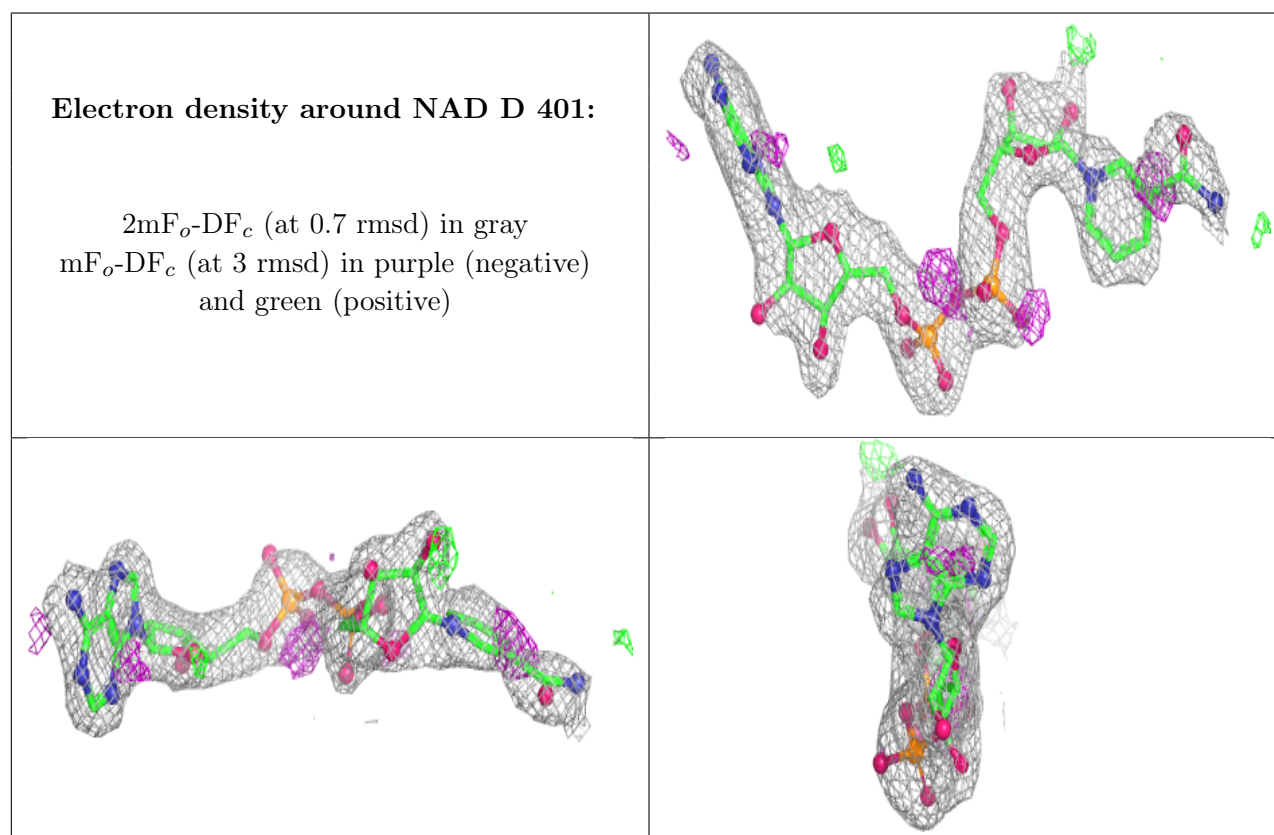 Electron density around NAD D 401:
2mFo-DFc (at 0.7 rmsd) in gray
mFo-DFc (at 3 rmsd) in purple (negative)
and green (positive)